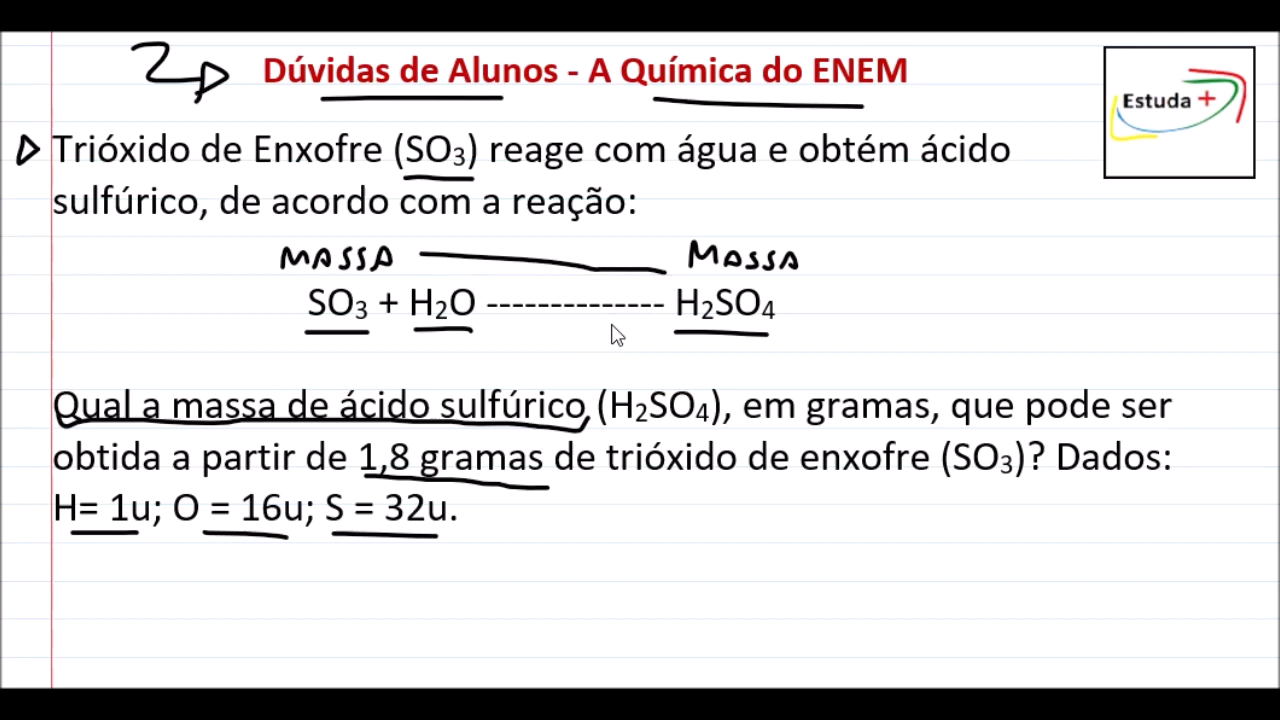 Dúvidas de Alunos - A Química do ENEM
Estuda +
Trióxido de Enxofre (SO₃) reage com água e obtém ácido
sulfúrico, de acordo com a reação:
MASSA MASSA
SO₃ + H₂O -------------- H₂SO₄
Qual a massa de ácido sulfúrico (H₂SO₄), em gramas, que pode ser
obtida a partir de 1,8 gramas de trióxido de enxofre (SO₃)? Dados:
H= 1u; O = 16u; S = 32u.